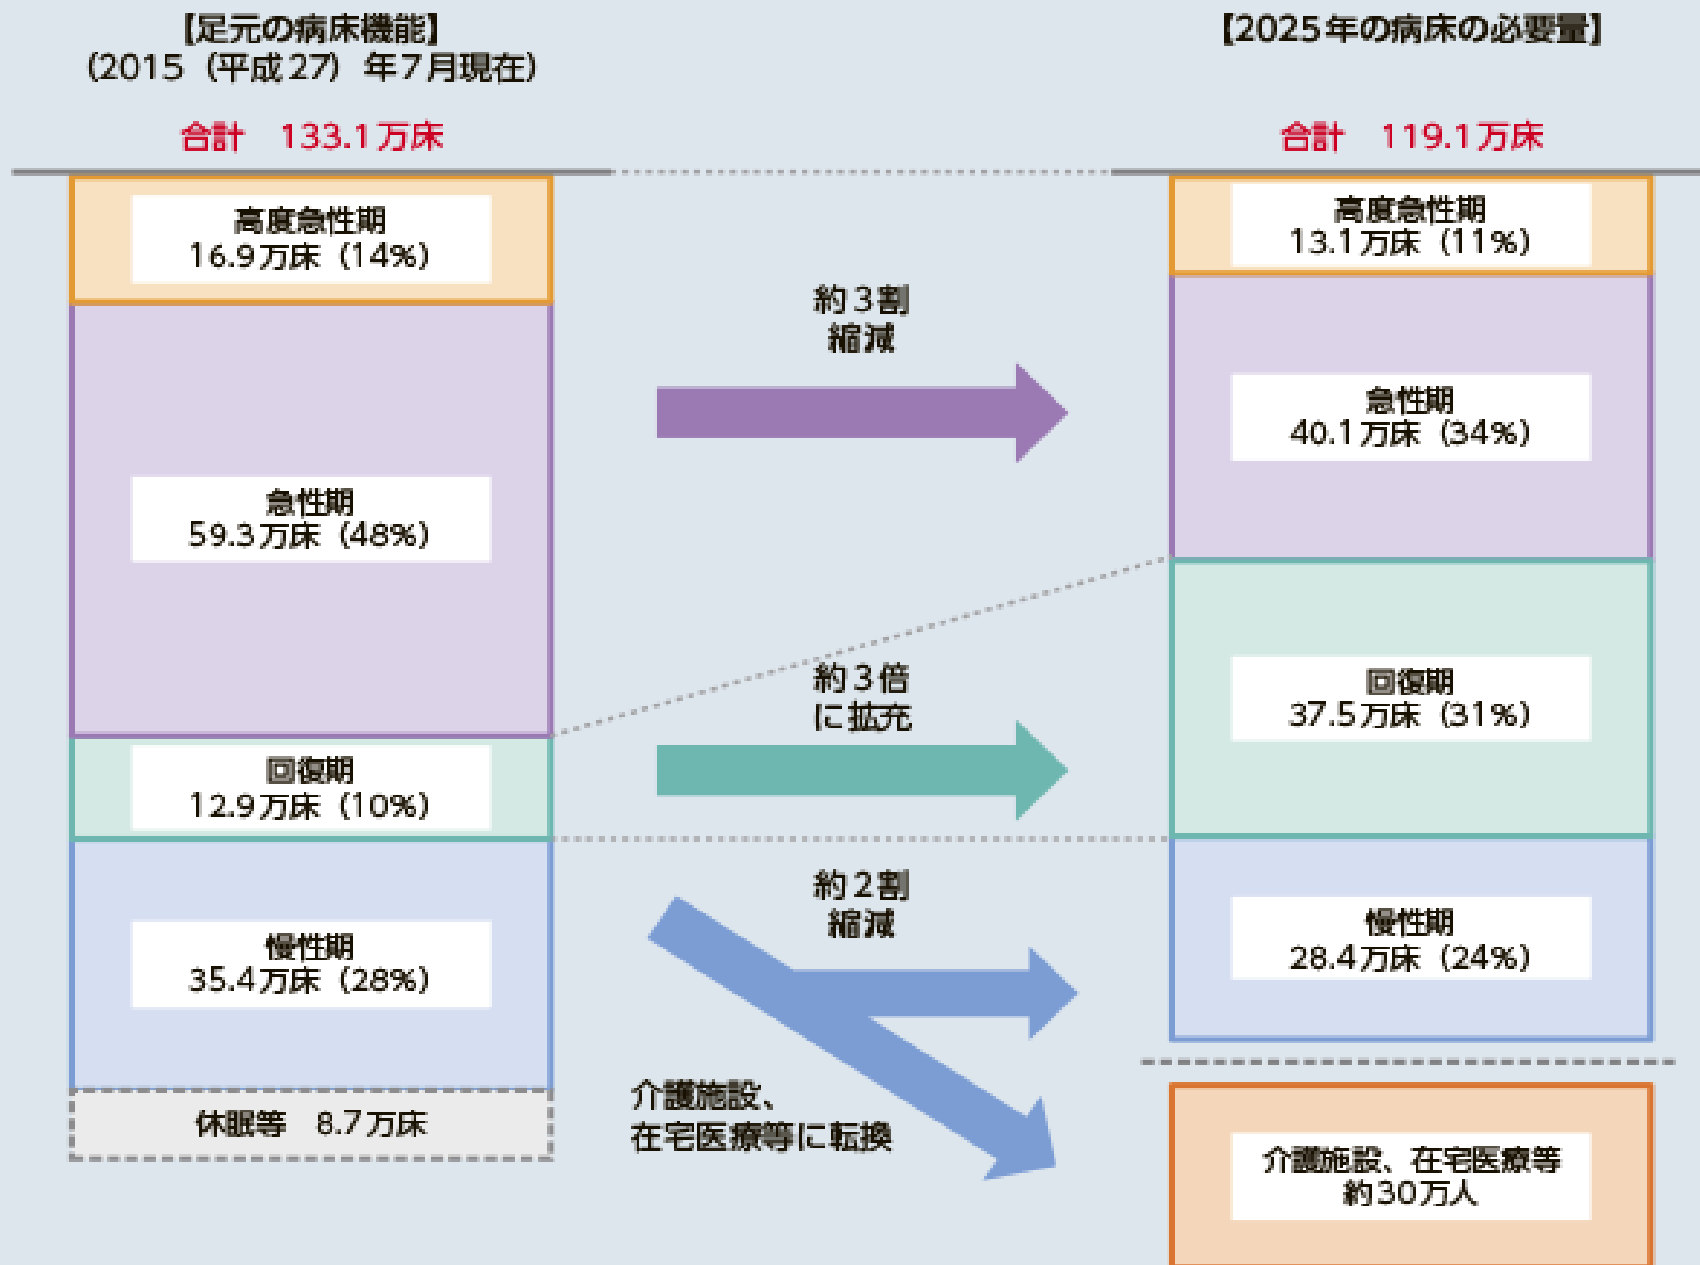 【足元の病床機能】
（2015（平成27）年7月現在）
合計　133.1万床
高度急性期
16.9万床（14%）
急性期
59.3万床（48%）
回復期
12.9万床（10%）
慢性期
35.4万床（28%）
休眠等　8.7万床
約3割
縮減
約3倍
に拡充
約2割
縮減
介護施設、
在宅医療等に転換
【2025年の病床の必要量】
合計　119.1万床
高度急性期
13.1万床（11%）
急性期
40.1万床（34%）
回復期
37.5万床（31%）
慢性期
28.4万床（24%）
介護施設、在宅医療等
約30万人